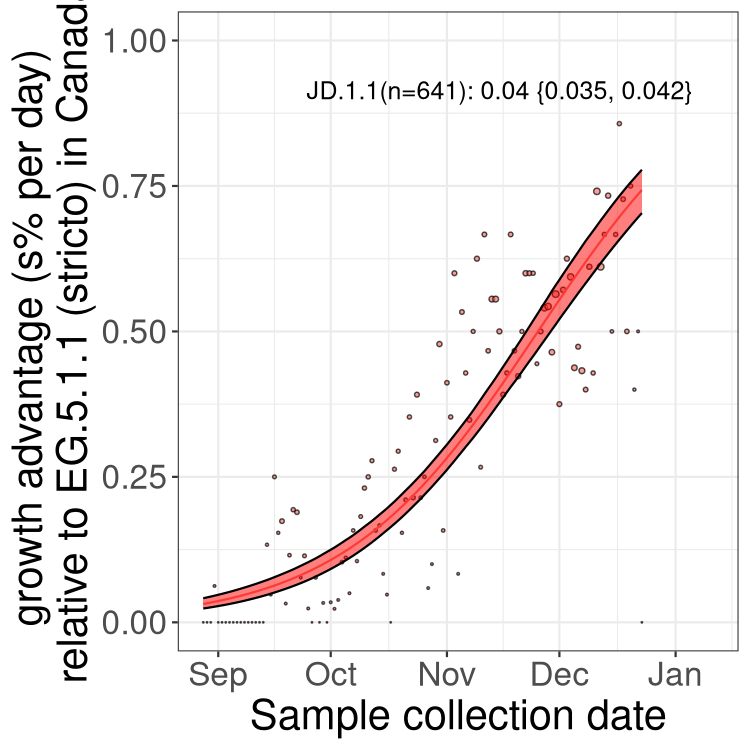 growth advantage (s% per day)
relative to EG.5.1.1 (stricto) in Canada
1.00
0.75
0.50
0.25
0.00
JD.1.1(n=641): 0.04 {0.035, 0.042}
Sep Oct Nov Dec Jan
Sample collection date